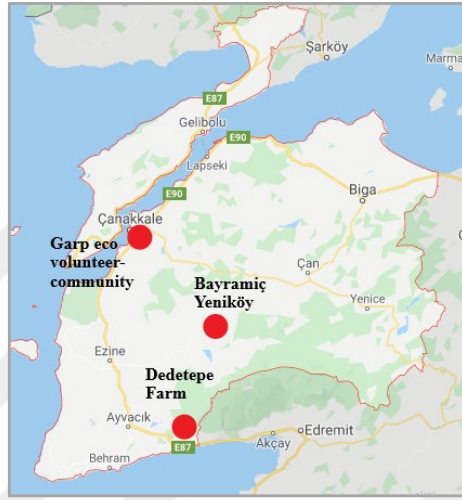 Şarköy
Marma
E87
Gelibolu
E90
Lapseki
E90
Biga
Çanakkale
Garp eco
volunteer-
community
Çan
Bayramiç
Yeniköy
Yenice
Ezine
Dedetepe
Farm
Ayvacık
Edremit
Akçay
E87
Behram